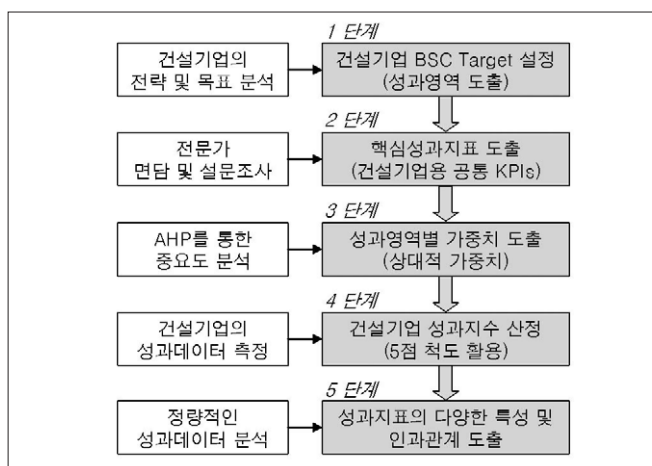 1 단계
건설기업의
전략 및 목표 분석
건설기업 BSC Target 설정
(성과영역 도출)
2 단계
전문가
면담 및 설문조사
핵심성과지표 도출
(건설기업용 공통 KPIs)
3 단계
AHP를 통한
중요도 분석
성과영역별 가중치 도출
(상대적 가중치)
4 단계
건설기업의
성과데이터 측정
건설기업 성과지수 산정
(5점 척도 활용)
5 단계
정량적인
성과데이터 분석
성과지표의 다양한 특성 및
인과관계 도출